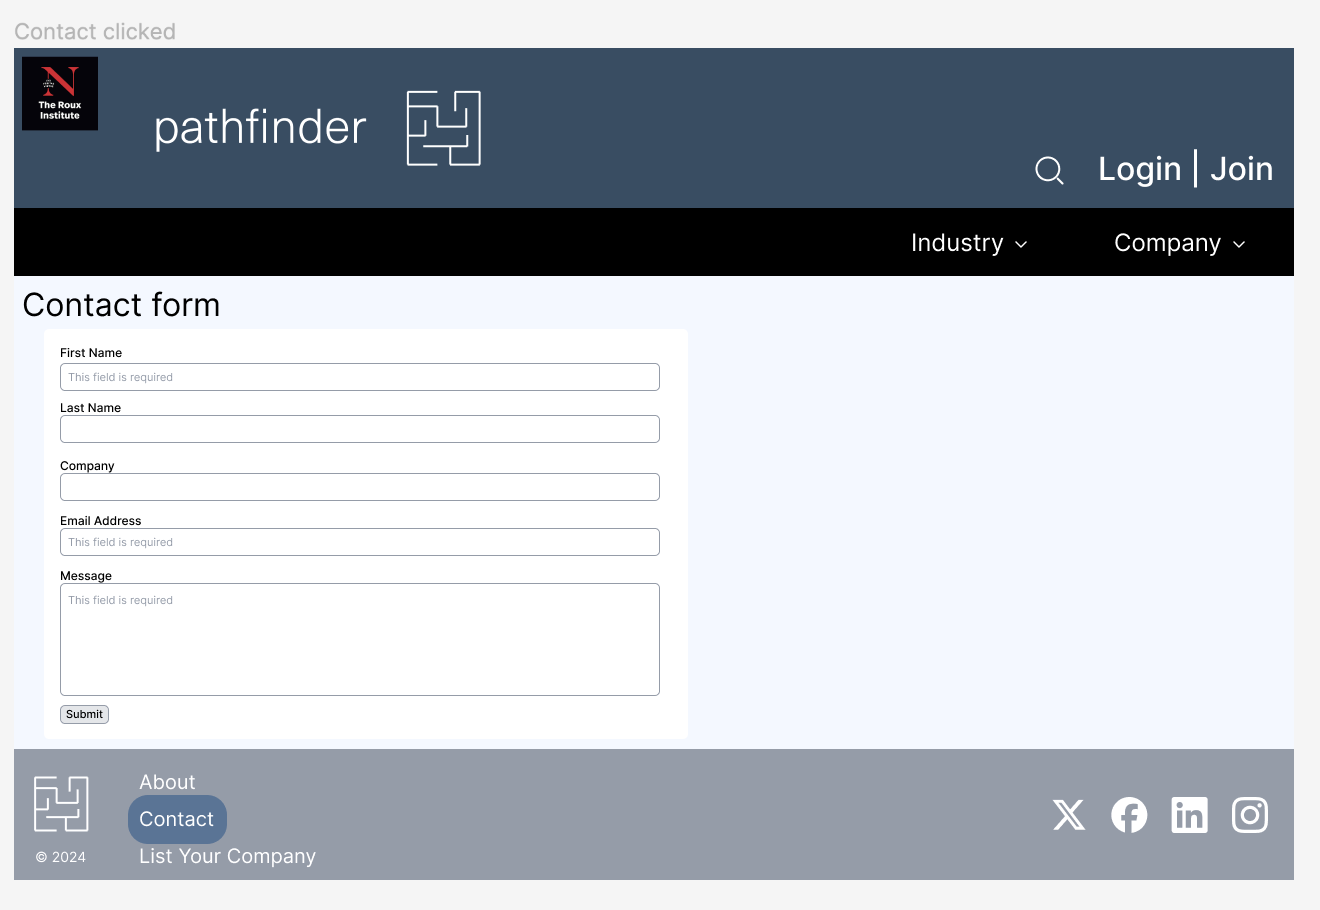 Contact clicked
N
The Roux
Institute
pathfinder
Login | Join
Industry
Company
Contact form
First Name
This field is required
Last Name
Company
Email Address
This field is required
Message
This field is required
Submit
About
Contact
List Your Company
© 2024